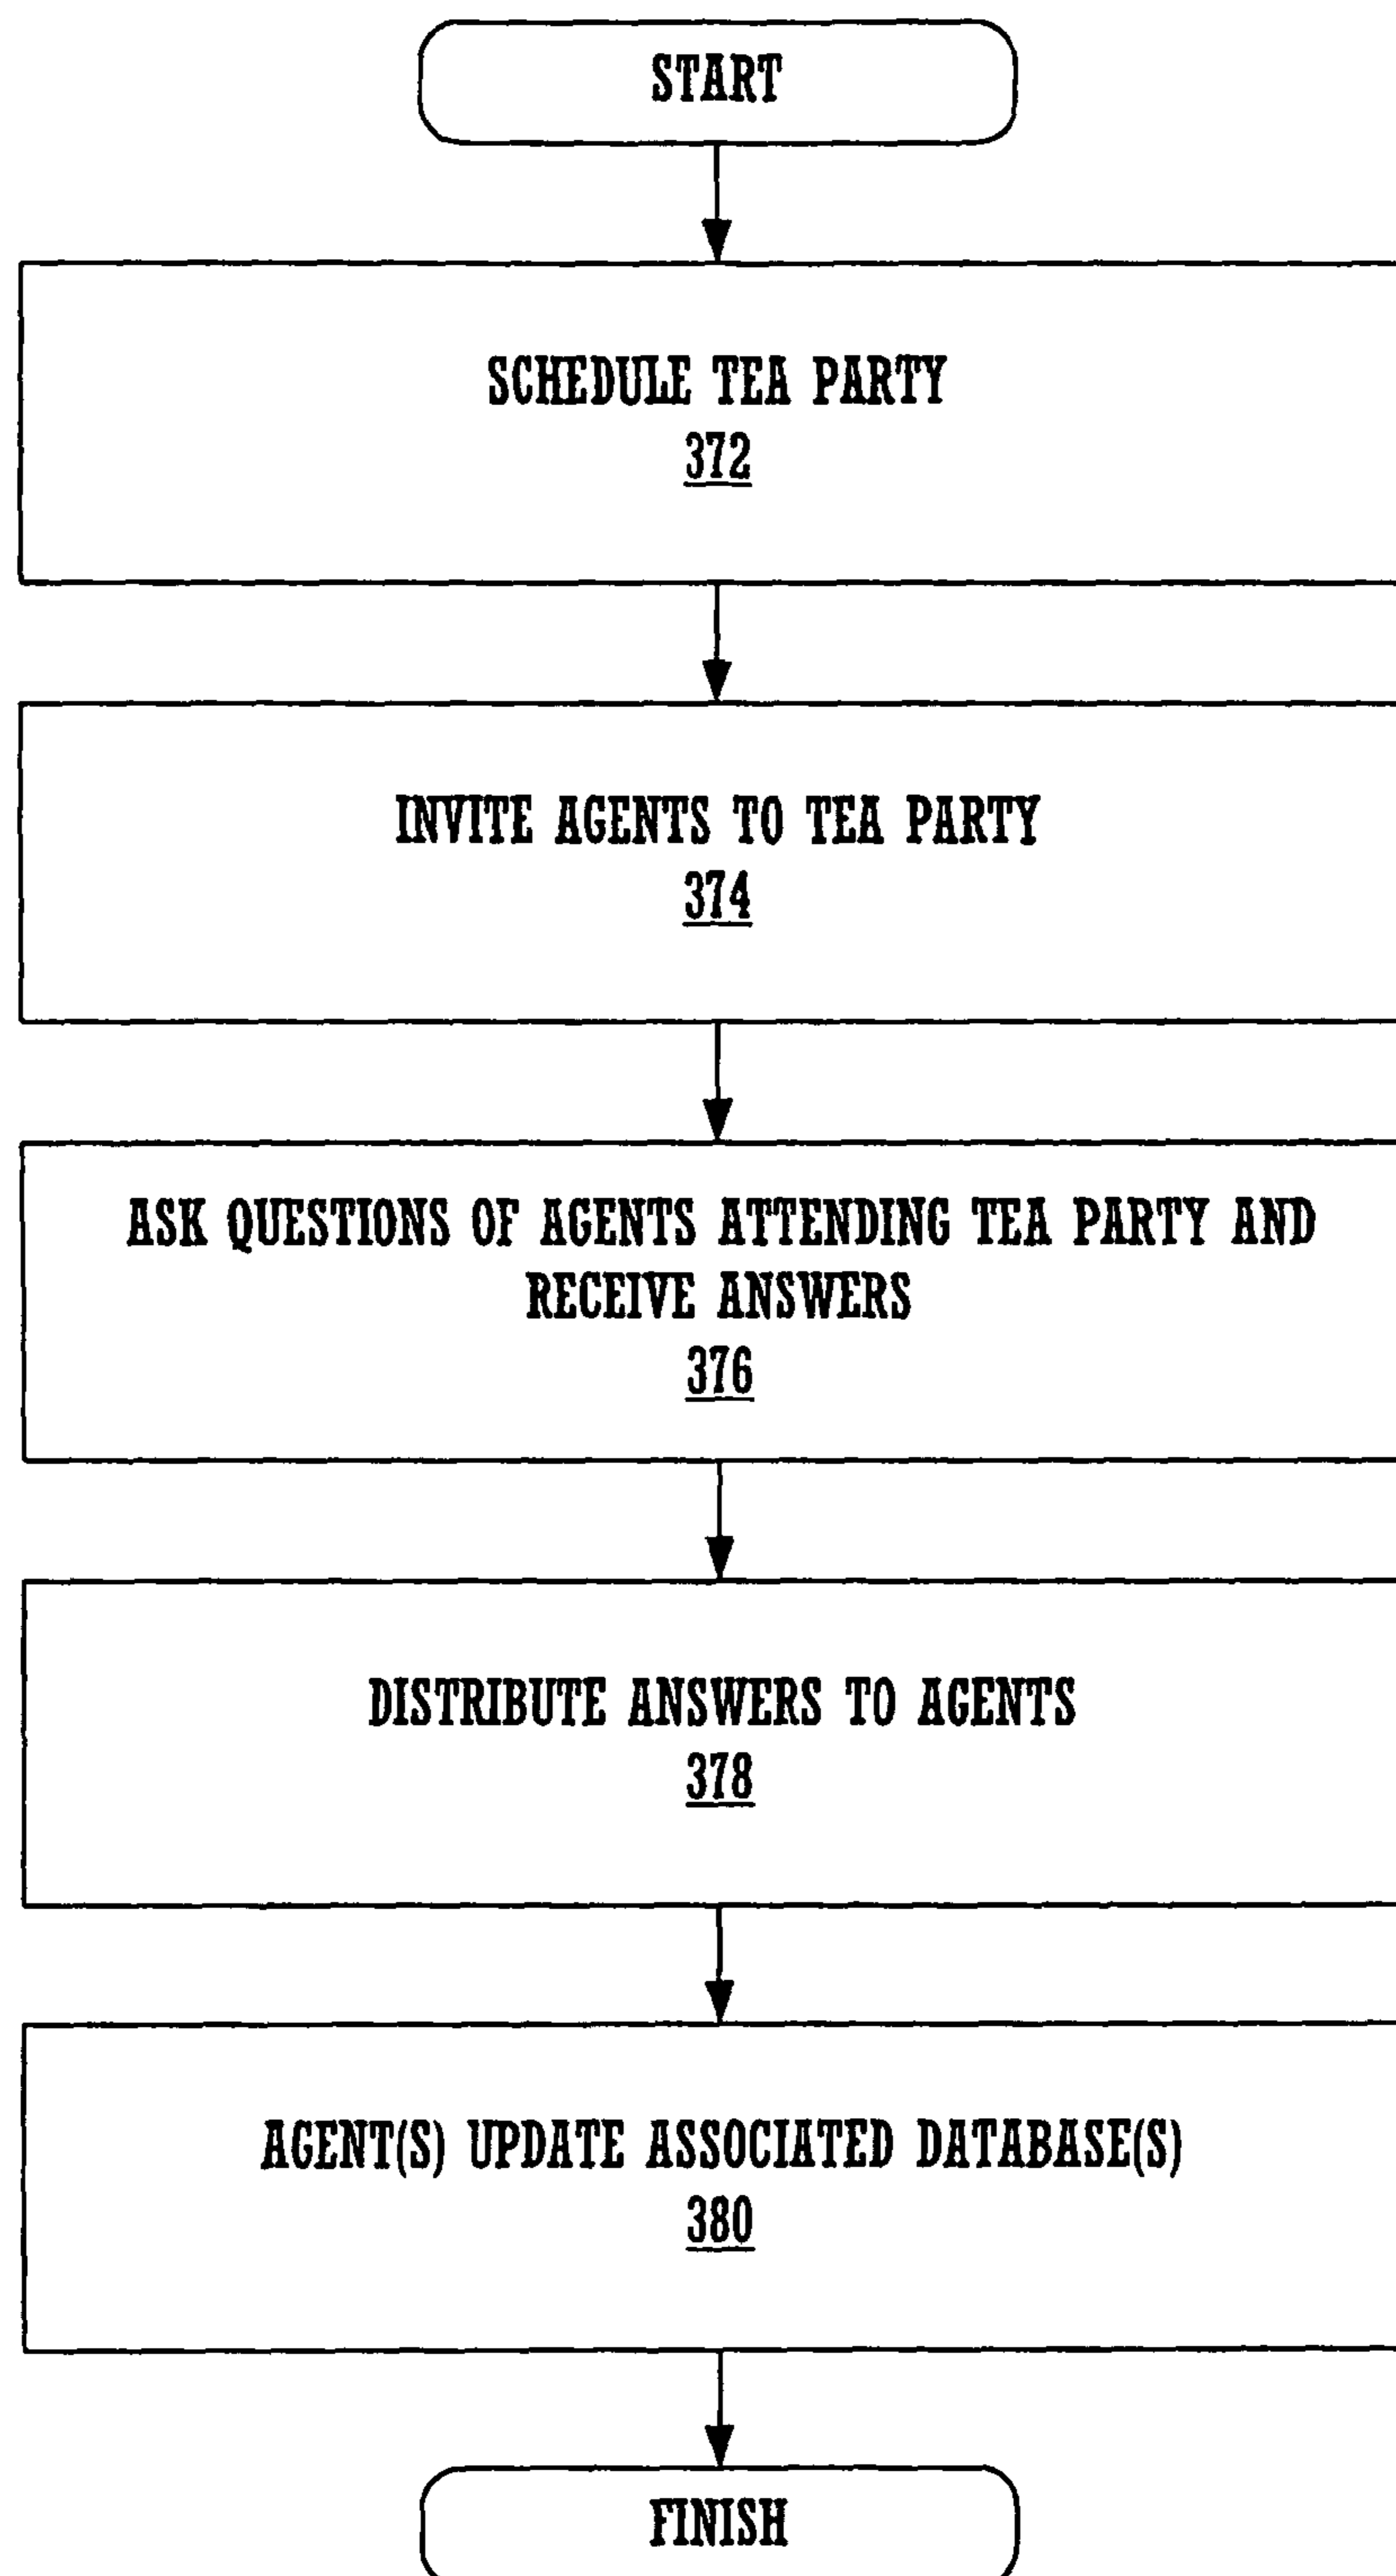 START
SCHEDULE TEA PARTY
372
INVITE AGENTS TO TEA PARTY
374
ASK QUESTIONS OF AGENTS ATTENDING TEA PARTY AND
RECEIVE ANSWERS
376
DISTRIBUTE ANSWERS TO AGENTS
378
AGENT(S) UPDATE ASSOCIATED DATABASE(S)
380
FINISH